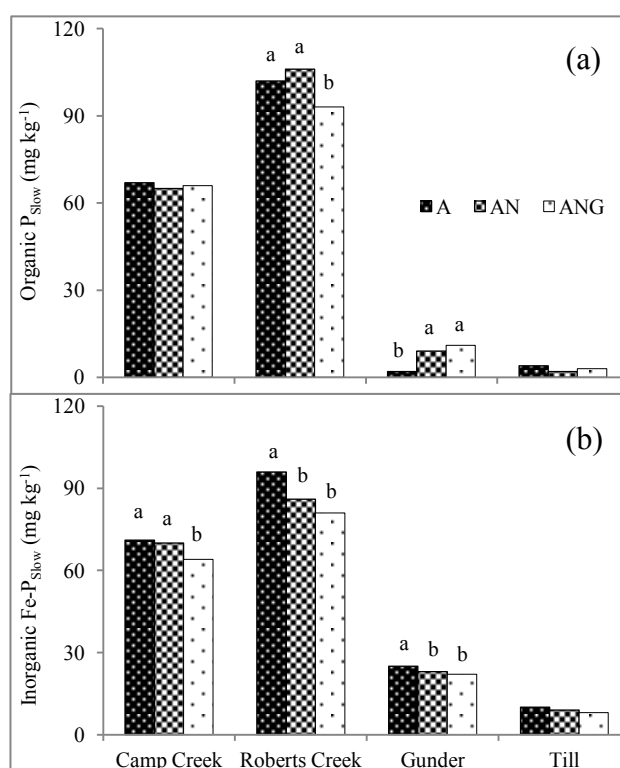 120
(a)
a a
b
90
A AN ANG
60
Organic P_Slow (mg kg⁻¹)
30
b a a
0
120
(b)
a
b b
90
a a b
60
Inorganic Fe-P_Slow (mg kg⁻¹)
30
a b b
0
Camp Creek Roberts Creek Gunder Till